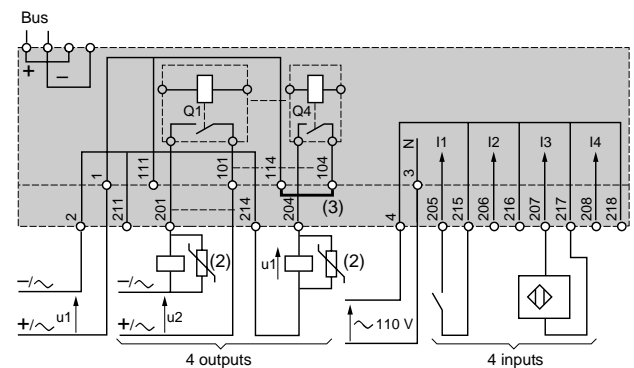 Bus
+ −
Q1
Q4
1
111
101
114
104
N
3
I1
I2
I3
I4
(3)
2
211
201
214
204
4
205
215
206
216
207
217
208
218
(2)
u1
(2)
−/∼
−/∼
u1
u2
∼ 110 V
+/∼
+/∼
4 outputs
4 inputs